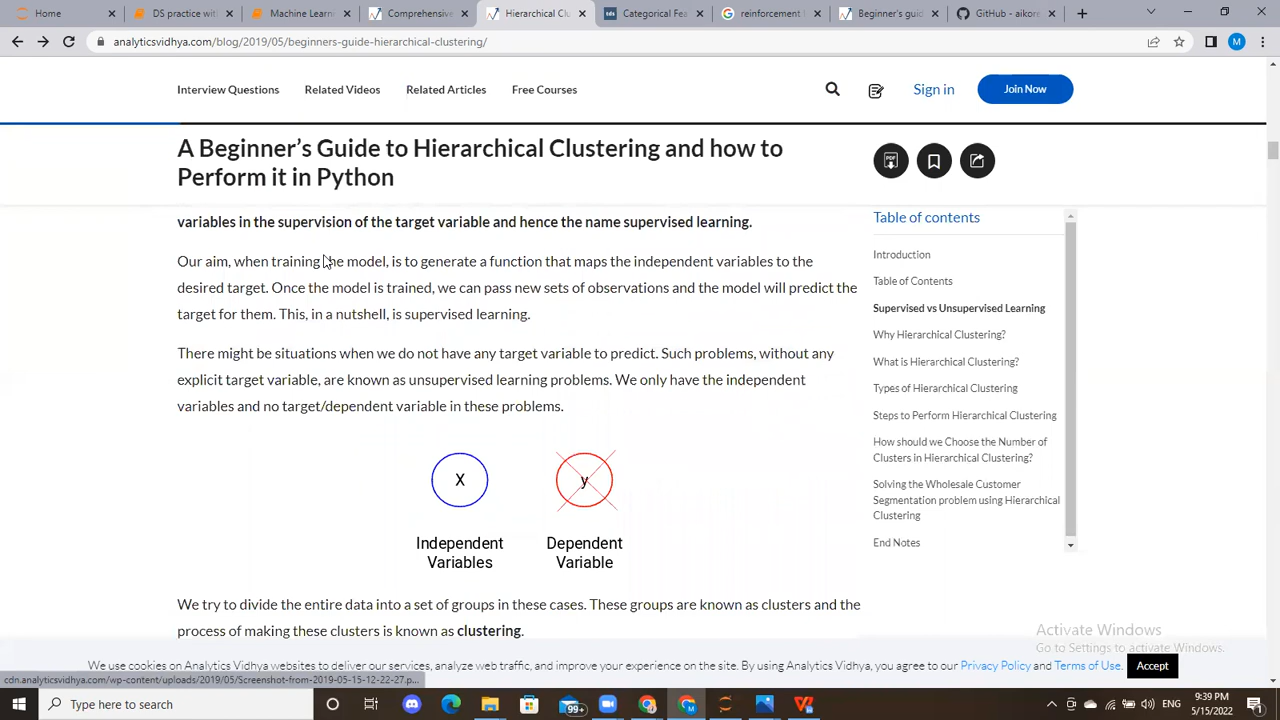 Home
DS practice wit
Machine Learn
Comprehensive
Hierarchical Cl
Categorical Fea
reinforcement l
Beginner's gui
GitHub - aikore
analyticsvidhya.com/blog/2019/05/beginners-guide-hierarchical-clustering/
Interview Questions
Related Videos
Related Articles
Free Courses
Sign in
Join Now
A Beginner's Guide to Hierarchical Clustering and how to
Perform it in Python
PDF
variables in the supervision of the target variable and hence the name supervised learning.
Our aim, when training the model, is to generate a function that maps the independent variables to the
desired target. Once the model is trained, we can pass new sets of observations and the model will predict the
target for them. This, in a nutshell, is supervised learning.
There might be situations when we do not have any target variable to predict. Such problems, without any
explicit target variable, are known as unsupervised learning problems. We only have the independent
variables and no target/dependent variable in these problems.
X
y
Independent
Variables
Dependent
Variable
We try to divide the entire data into a set of groups in these cases. These groups are known as clusters and the
process of making these clusters is known as clustering.
Table of contents
Introduction
Table of Contents
Supervised vs Unsupervised Learning
Why Hierarchical Clustering?
What is Hierarchical Clustering?
Types of Hierarchical Clustering
Steps to Perform Hierarchical Clustering
How should we Choose the Number of
Clusters in Hierarchical Clustering?
Solving the Wholesale Customer
Segmentation problem using Hierarchical
Clustering
End Notes
Activate Windows
Go to Settings to activate Windows.
We use cookies on Analytics Vidhya websites to deliver our services, analyze web traffic, and improve your experience on the site. By using Analytics Vidhya, you agree to our Privacy Policy and Terms of Use.
Accept
cdn.analyticsvidhya.com/wp-content/uploads/2019/05/Screenshot-from-2019-05-15-12-22-27.p...
Type here to search
99+
ENG
9:39 PM
5/15/2022